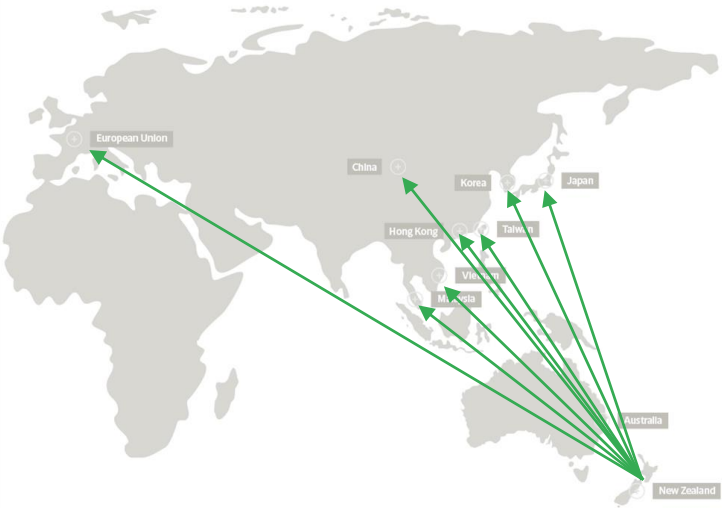 European Union
China
Korea
Japan
Hong Kong
Taiwan
Vietnam
Malaysia
Australia
New Zealand